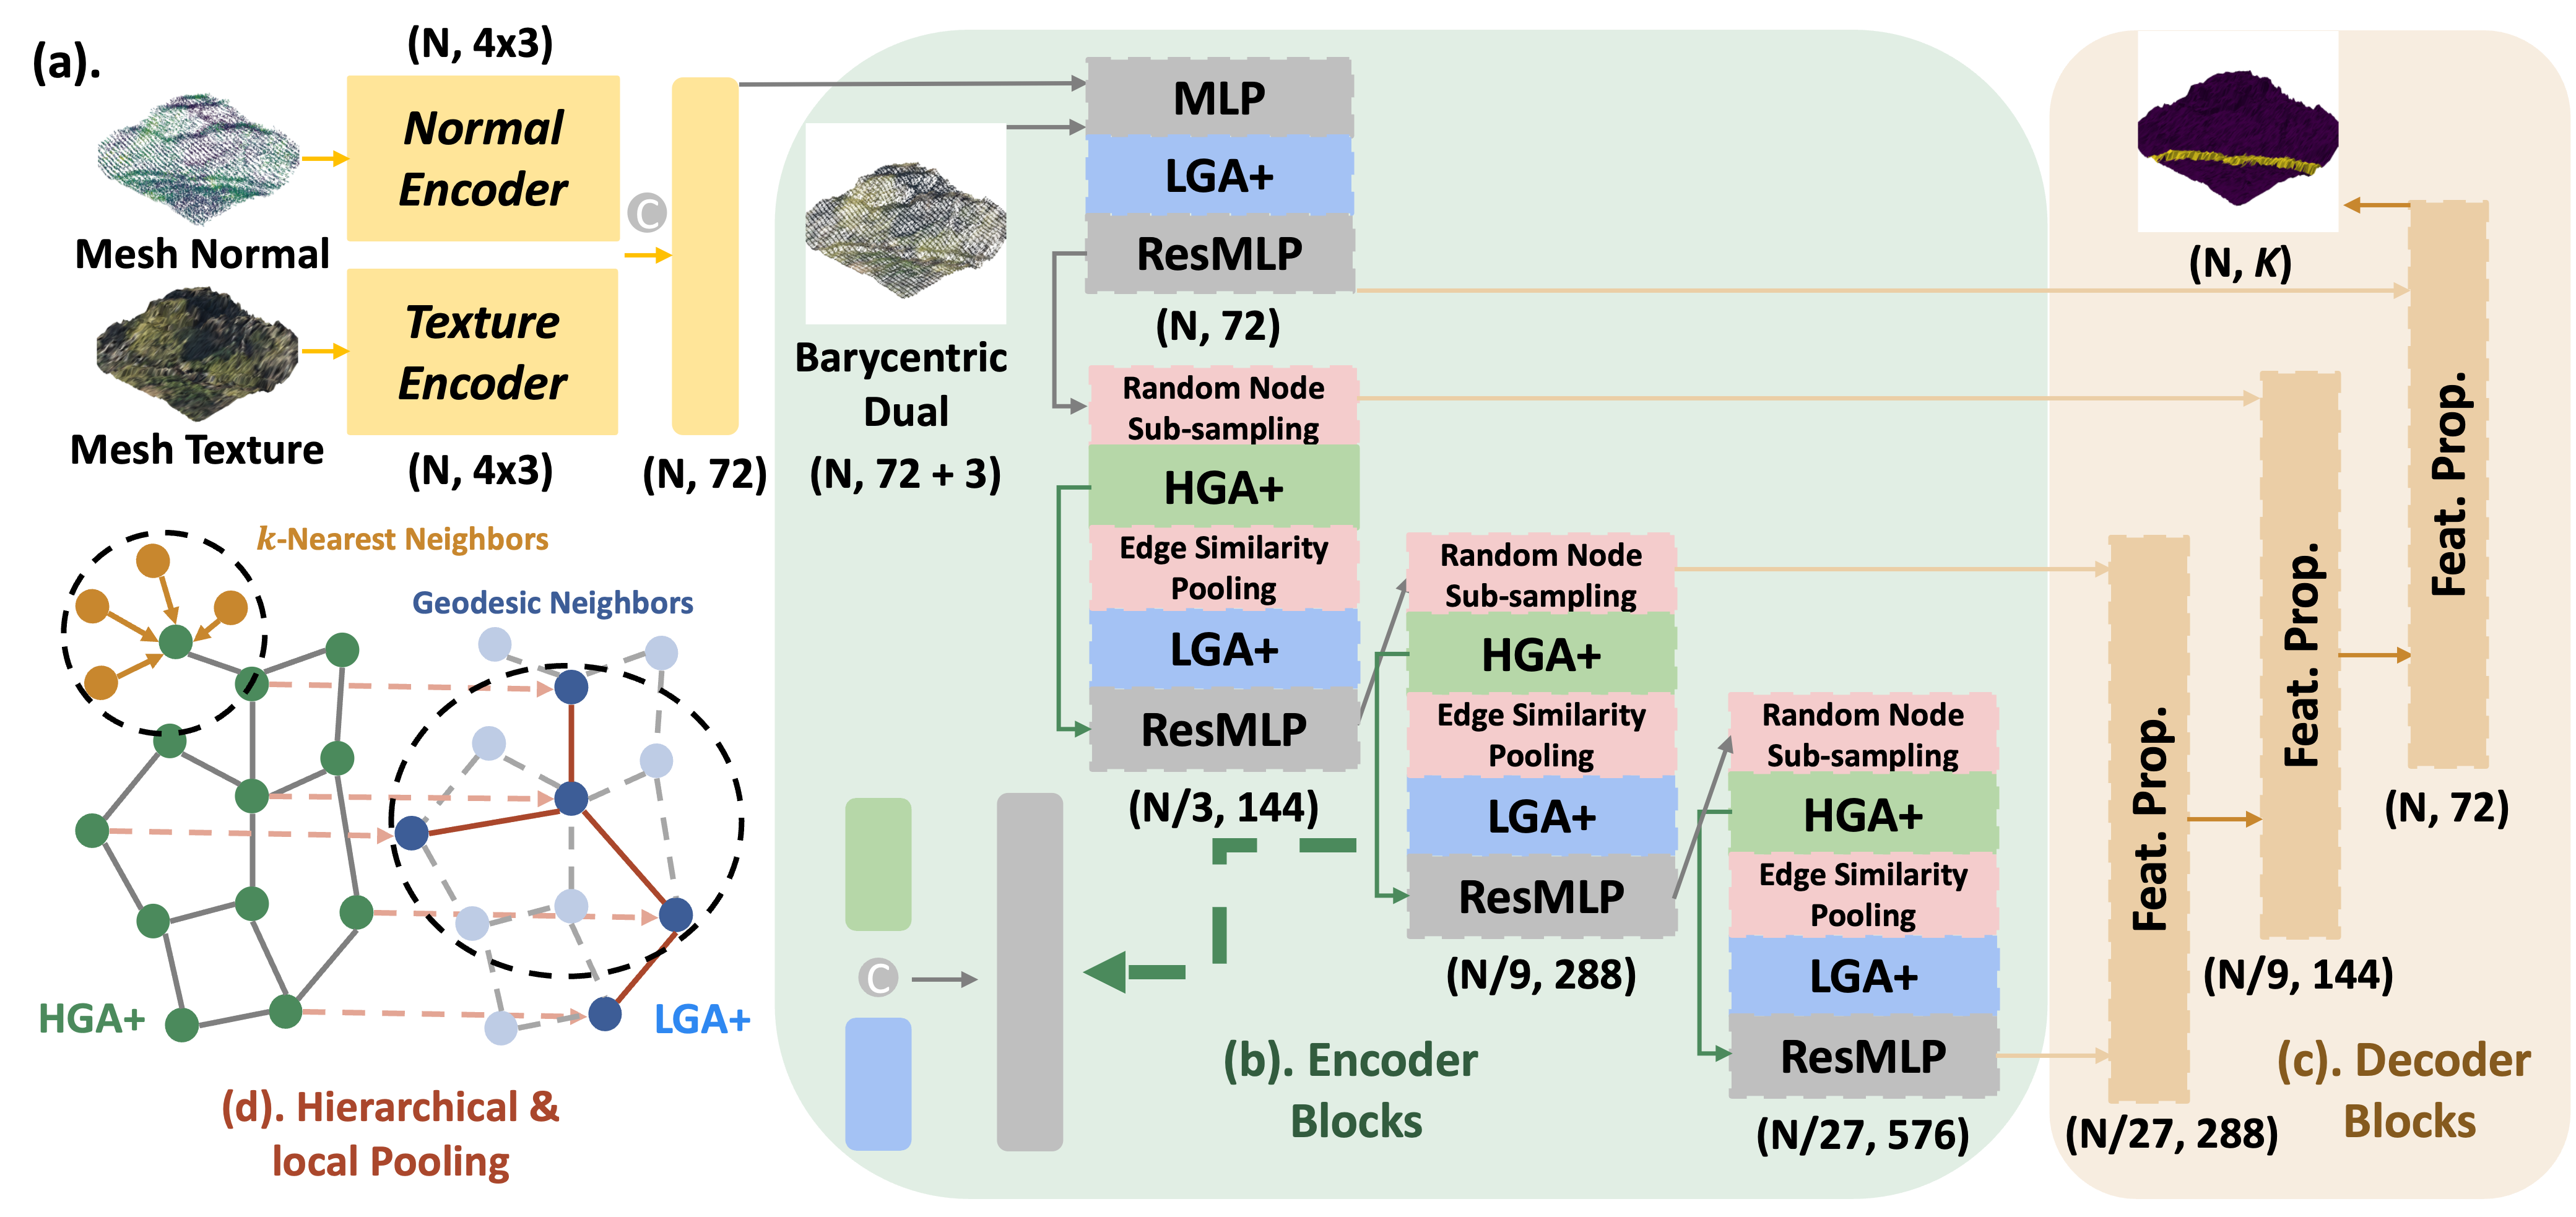 (a).
(N, 4x3)
Normal
Encoder
Mesh Normal
C
Texture
Encoder
Mesh Texture
(N, 4x3)
(N, 72)
Barycentric
Dual
(N, 72 + 3)
MLP
LGA+
ResMLP
(N, 72)
Random Node
Sub-sampling
HGA+
Edge Similarity
Pooling
LGA+
ResMLP
(N/3, 144)
Random Node
Sub-sampling
HGA+
Edge Similarity
Pooling
LGA+
ResMLP
(N/9, 288)
Random Node
Sub-sampling
HGA+
Edge Similarity
Pooling
LGA+
ResMLP
(N/27, 576)
C
(b). Encoder
Blocks
(N, K)
Feat. Prop.
(N, 72)
Feat. Prop.
(N/9, 144)
Feat. Prop.
(N/27, 288)
(c). Decoder
Blocks
k-Nearest Neighbors
Geodesic Neighbors
HGA+
LGA+
(d). Hierarchical &
local Pooling